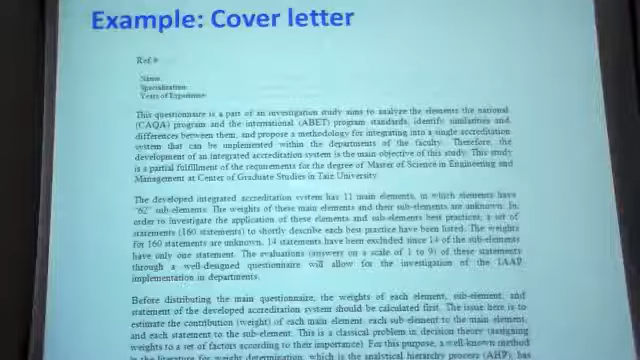 Example: Cover letter
Ref.#
Name
Specialization
Years of Experience
This questionnaire is a part of an investigation study aims to analyze the elements the national
(CAQA) program and the international (ABET) program standards, identify similarities and
differences between them, and propose a methodology for integrating into a single accreditation
system that can be implemented within the departments of the faculty. Therefore, the
development of an integrated accreditation system is the main objective of this study. This study
is a partial fulfillment of the requirements for the degree of Master of Science in Engineering and
Management at Center of Graduate Studies in Taiz University.
The developed integrated accreditation system has 11 main elements, in which elements have
"62" sub-elements. The weights of these main elements and their sub-elements are unknown. In
order to investigate the application of these elements and sub-elements best practices, a set of
statements (160 statements) to shortly describe each best practice have been listed. The weights
for 160 statements are unknown. 14 statements have been excluded since 14 of the sub-elements
have only one statement. The evaluations (answers on a scale of 1 to 9) of these statements
through a well-designed questionnaire will allow for the investigation of the IAAP
implementation in departments.
Before distributing the main questionnaire, the weights of each element, sub-element, and
statement of the developed accreditation system should be calculated first. The issue here is to
estimate the contribution (weight) of each main element, each sub-element to the main element,
and each statement to the sub-element. This is a classical problem in decision theory (assigning
weights to a set of factors according to their importance). For this purpose, a well-known method
in the literature for weight determination, which is the analytical hierarchy process (AHP), has